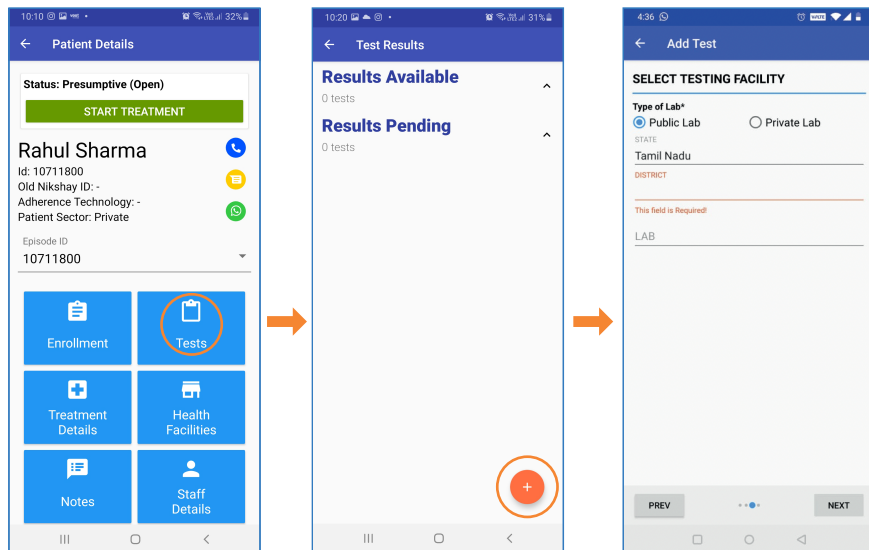 10:10
32%
Patient Details
Status: Presumptive (Open)
START TREATMENT
Rahul Sharma
Id: 10711800
Old Nikshay ID: -
Adherence Technology: -
Patient Sector: Private
Episode ID
10711800
Enrollment
Tests
Treatment Details
Health Facilities
Notes
Staff Details
10:20
31%
Test Results
Results Available
0 tests
Results Pending
0 tests
+
4:36
Add Test
SELECT TESTING FACILITY
Type of Lab*
Public Lab
Private Lab
STATE
Tamil Nadu
DISTRICT
This field is Required!
LAB
PREV
NEXT